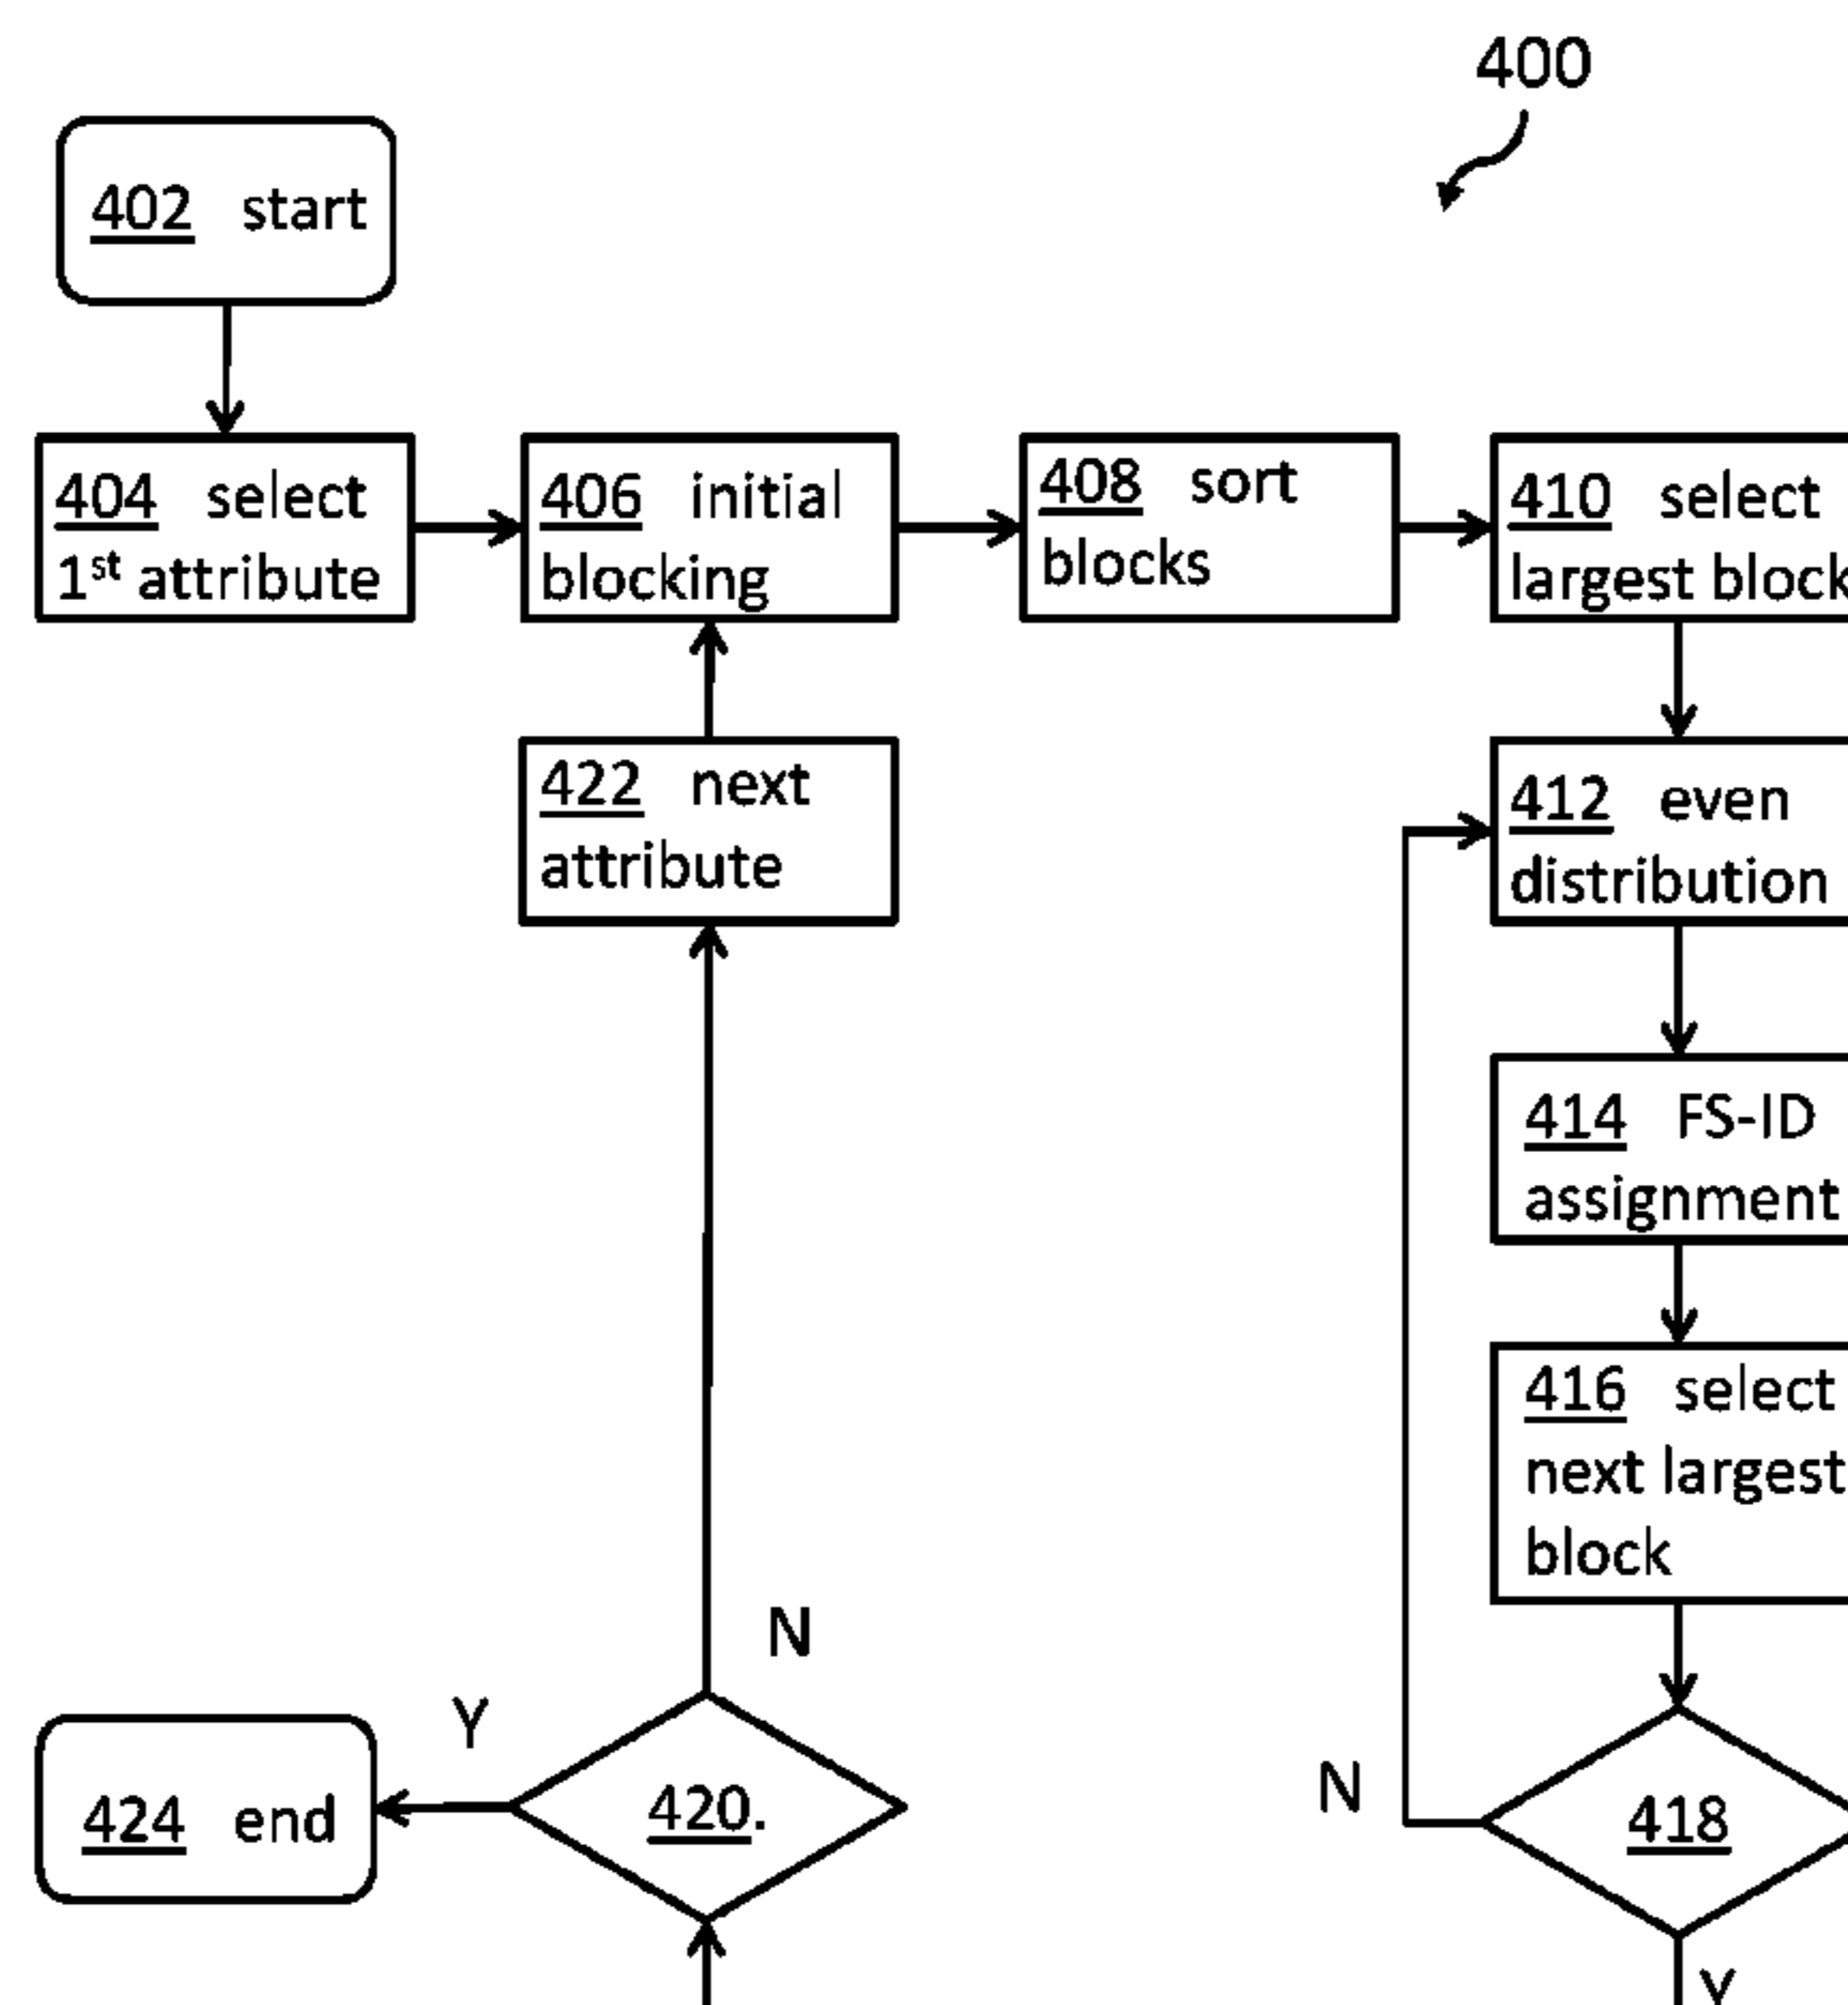 400
402 start
404 select
1st attribute
406 initial
blocking
408 sort
blocks
410 select
largest block
422 next
attribute
412 even
distribution
414 FS-ID
assignment
416 select
next largest
block
N
Y
424 end
420.
N
418
Y